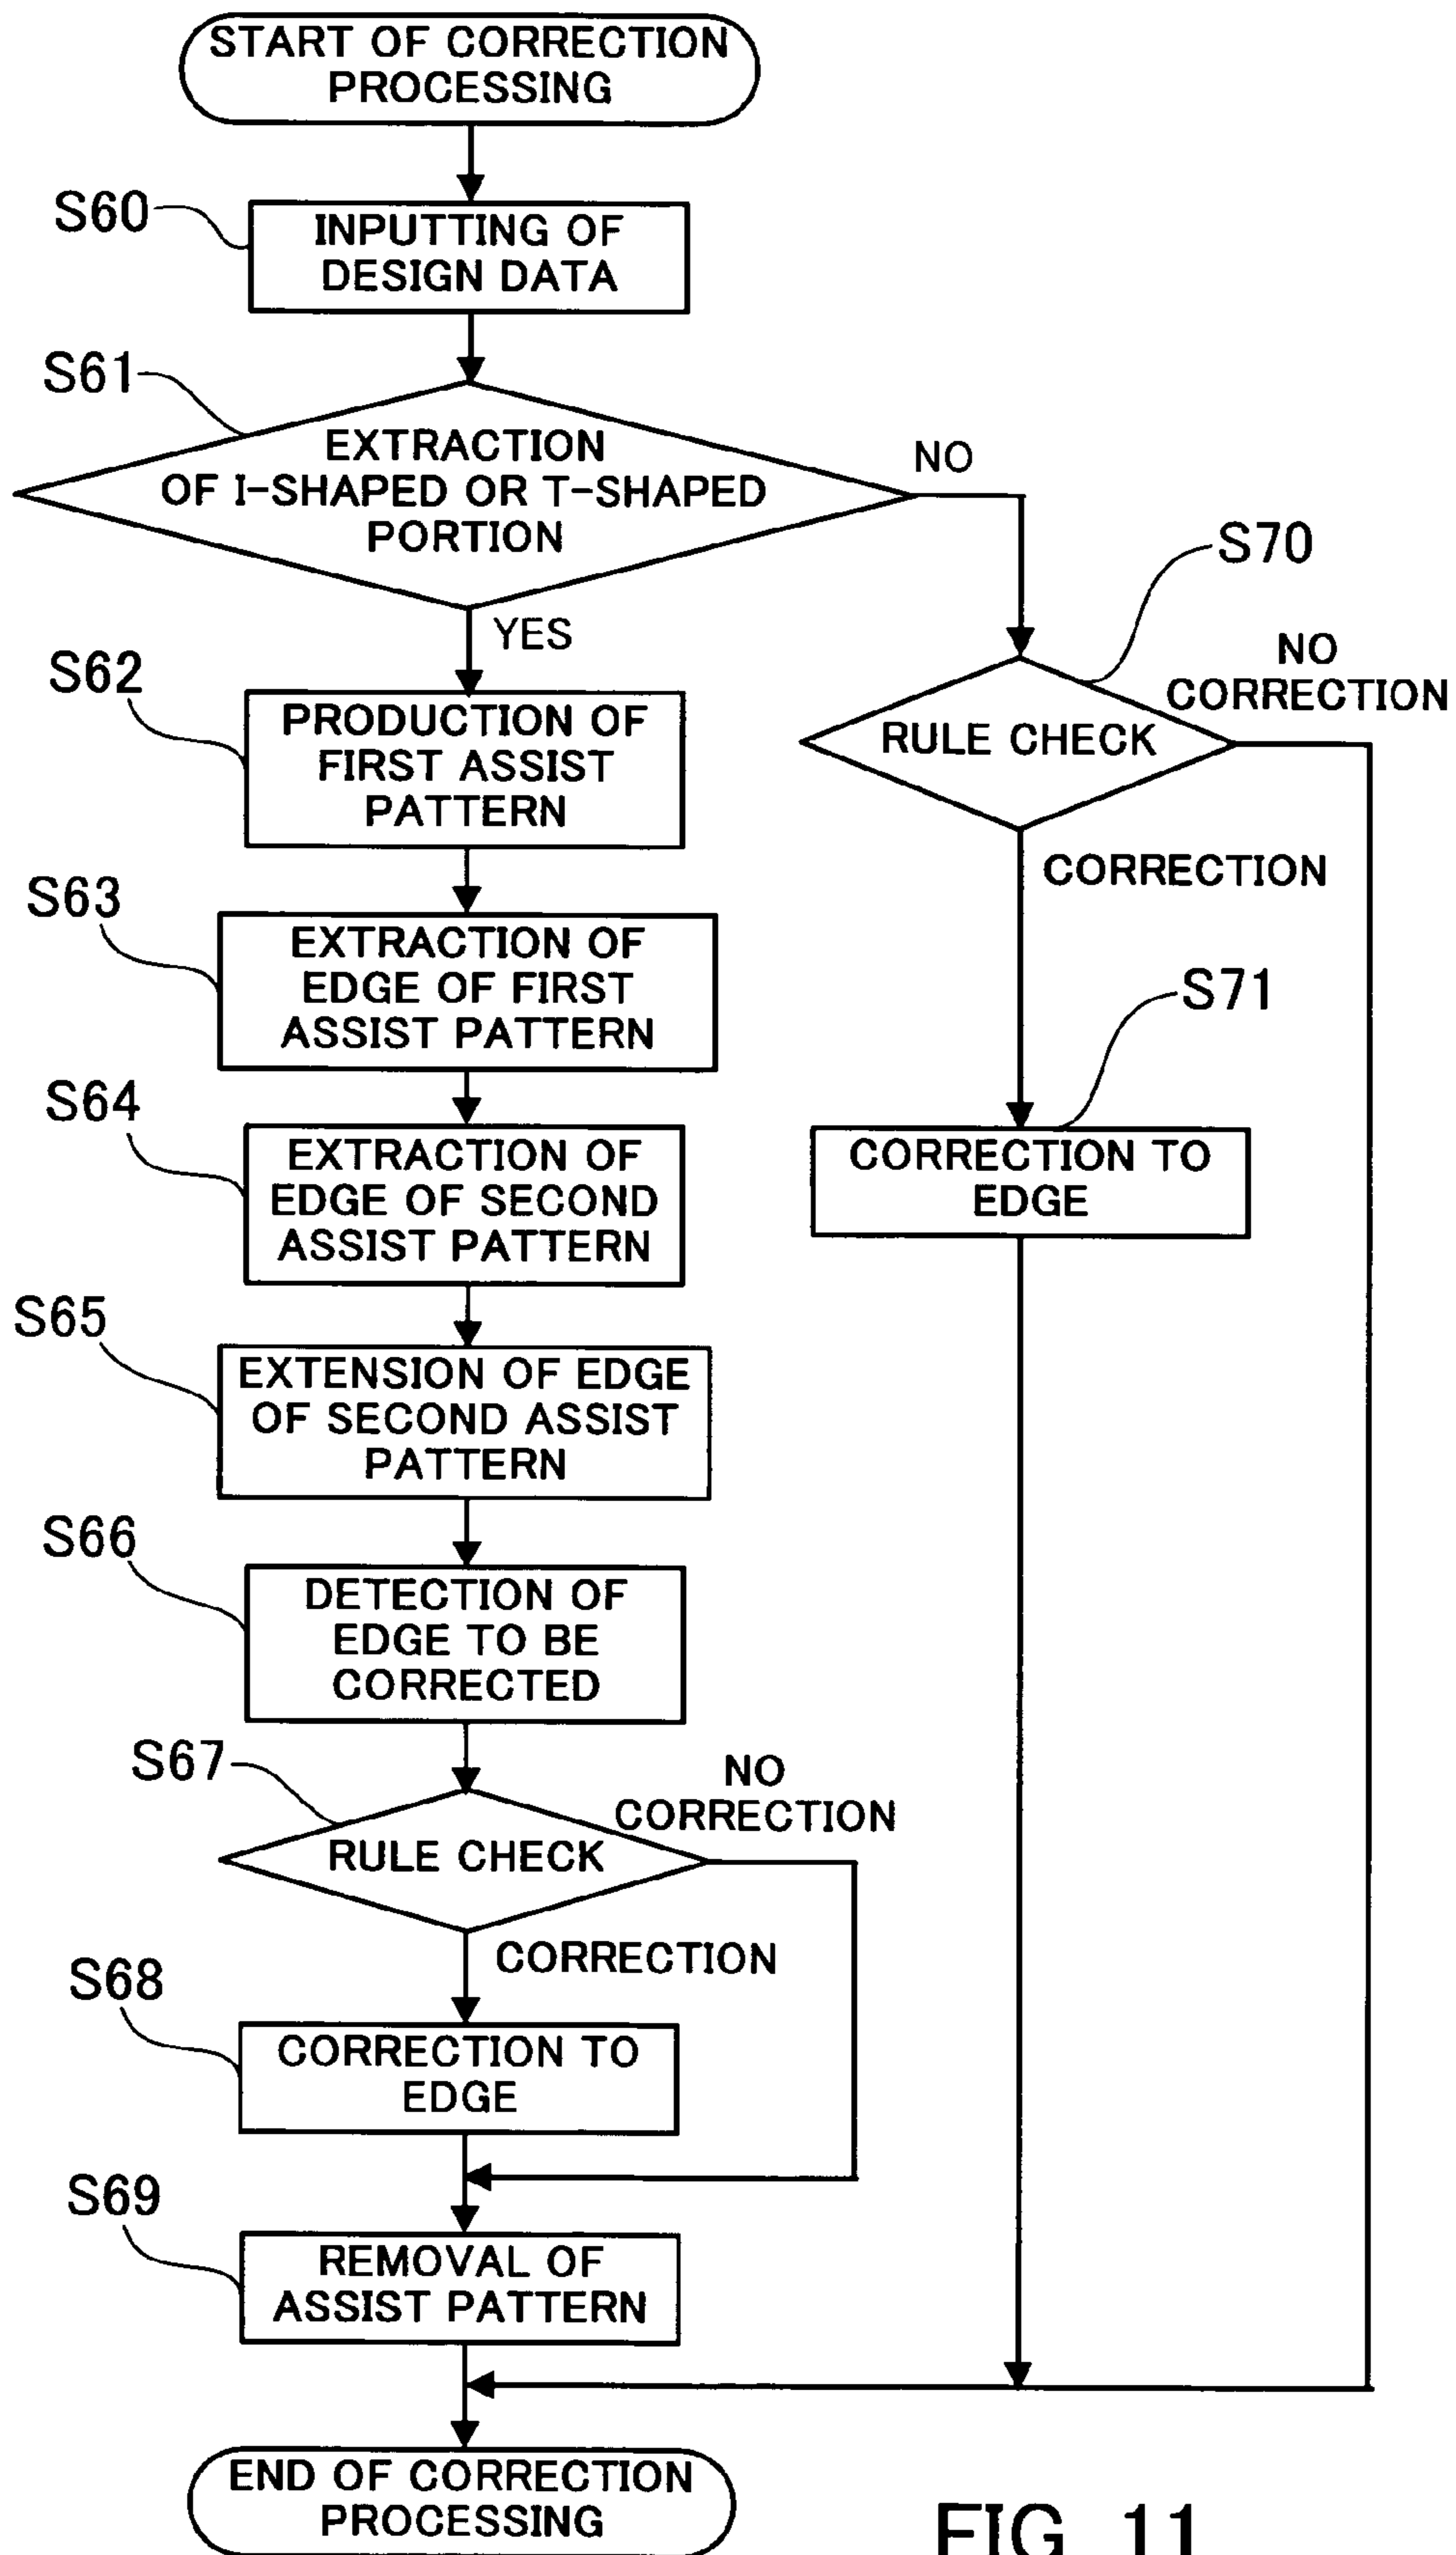 START OF CORRECTION
PROCESSING
S60
INPUTTING OF
DESIGN DATA
S61
EXTRACTION
OF I-SHAPED OR T-SHAPED
PORTION
NO
YES
S70
RULE CHECK
NO
CORRECTION
CORRECTION
S71
CORRECTION TO
EDGE
S62
PRODUCTION OF
FIRST ASSIST
PATTERN
S63
EXTRACTION OF
EDGE OF FIRST
ASSIST PATTERN
S64
EXTRACTION OF
EDGE OF SECOND
ASSIST PATTERN
S65
EXTENSION OF EDGE
OF SECOND ASSIST
PATTERN
S66
DETECTION OF
EDGE TO BE
CORRECTED
S67
RULE CHECK
NO
CORRECTION
CORRECTION
S68
CORRECTION TO
EDGE
S69
REMOVAL OF
ASSIST PATTERN
END OF CORRECTION
PROCESSING
FIG. 11